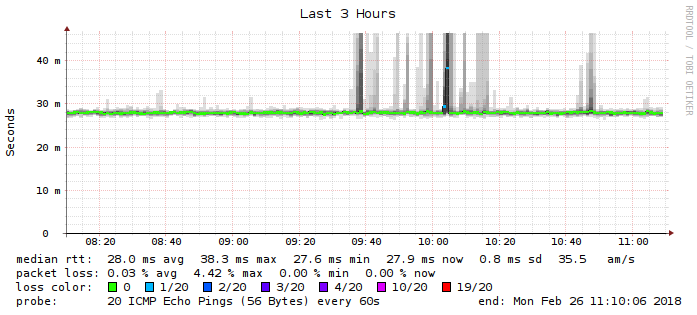 Last 3 Hours
RRDTOOL / TOBI OETIKER
Seconds
40 m
30 m
20 m
10 m
0
08:20 08:40 09:00 09:20 09:40 10:00 10:20 10:40 11:00
median rtt: 28.0 ms avg 38.3 ms max 27.6 ms min 27.9 ms now 0.8 ms sd 35.5 am/s
packet loss: 0.03 % avg 4.42 % max 0.00 % min 0.00 % now
loss color: 0 1/20 2/20 3/20 4/20 10/20 19/20
probe: 20 ICMP Echo Pings (56 Bytes) every 60s end: Mon Feb 26 11:10:06 2018